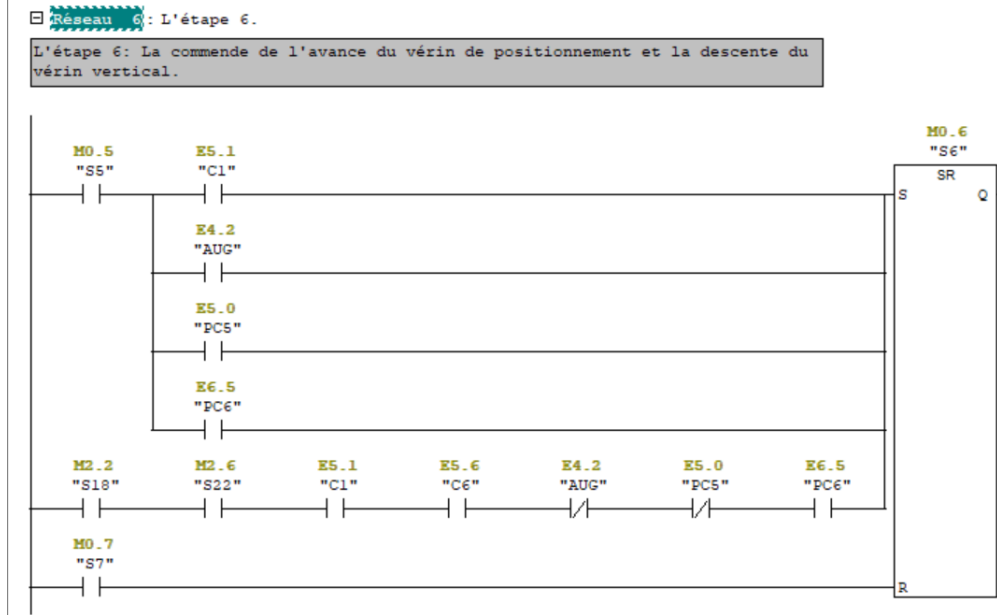 Réseau 6: L'étape 6.
L'étape 6: La commende de l'avance du vérin de positionnement et la descente du
vérin vertical.
M0.6
"S6"
M0.5 E5.1
"S5" "C1" SR
S Q
E4.2
"AUG"
E5.0
"PC5"
E6.5
"PC6"
M2.2 M2.6 E5.1 E5.6 E4.2 E5.0 E6.5
"S18" "S22" "C1" "C6" "AUG" "PC5" "PC6"
M0.7
"S7"
R